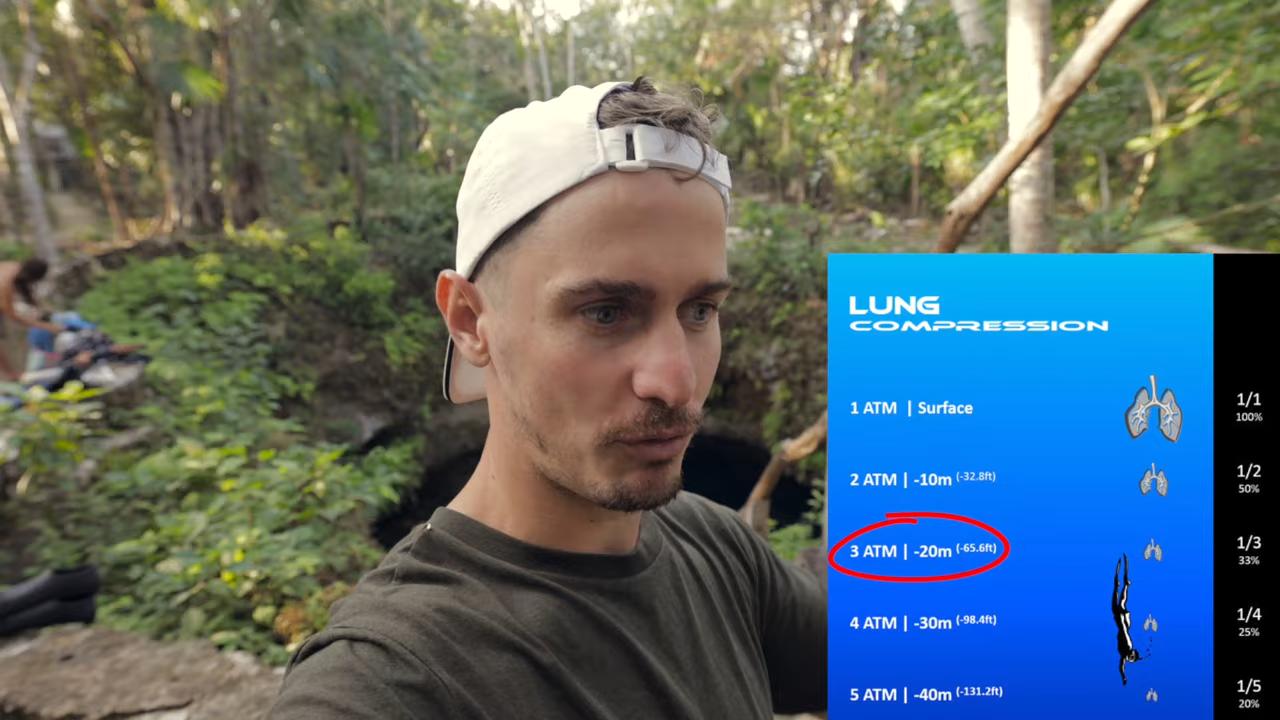 LUNG
COMPRESSION
1 ATM | Surface
1/1
100%
2 ATM | -10m (-32.8ft)
1/2
50%
3 ATM | -20m (-65.6ft)
1/3
33%
4 ATM | -30m (-98.4ft)
1/4
25%
5 ATM | -40m (-131.2ft)
1/5
20%